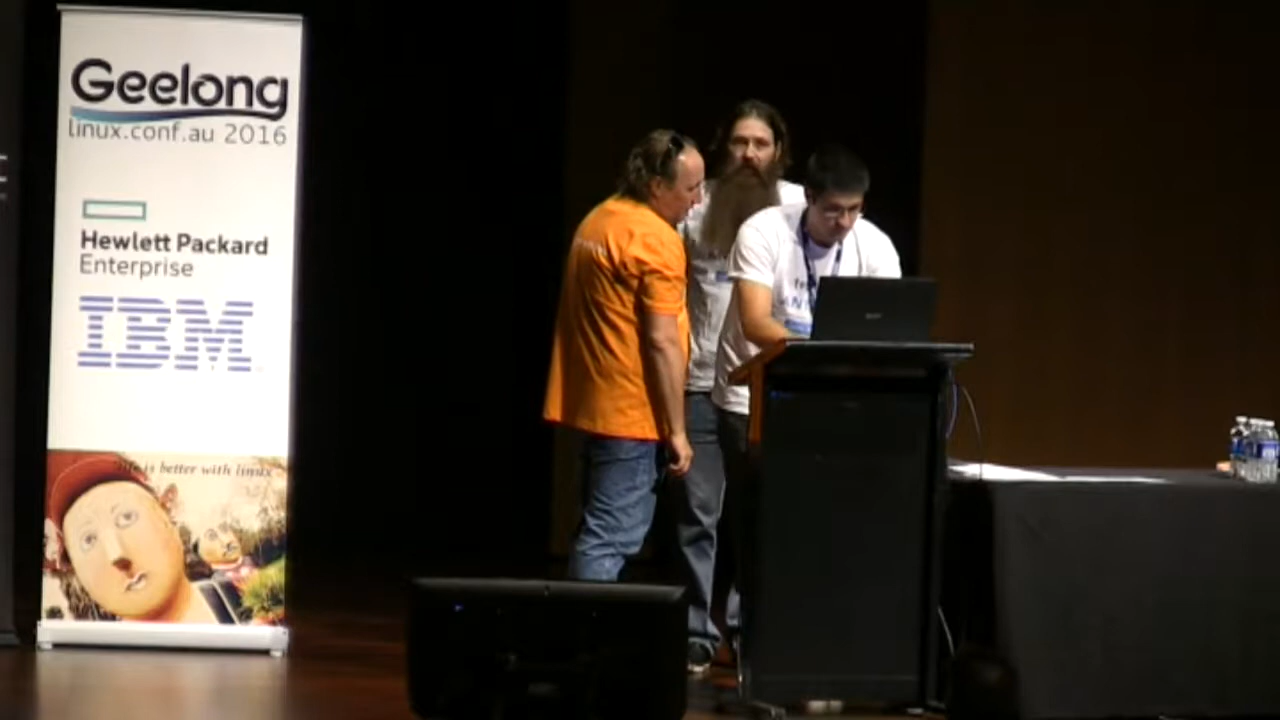 Geelong
linux.conf.au 2016
Hewlett Packard
Enterprise
IBM
life is better with linux